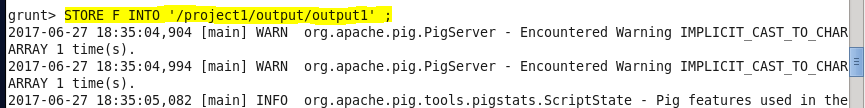 grunt> STORE F INTO '/project1/output/output1' ;
2017-06-27 18:35:04,904 [main] WARN  org.apache.pig.PigServer - Encountered Warning IMPLICIT_CAST_TO_CHAR
ARRAY 1 time(s).
2017-06-27 18:35:04,994 [main] WARN  org.apache.pig.PigServer - Encountered Warning IMPLICIT_CAST_TO_CHAR
ARRAY 1 time(s).
2017-06-27 18:35:05,082 [main] INFO  org.apache.pig.tools.pigstats.ScriptState - Pig features used in the